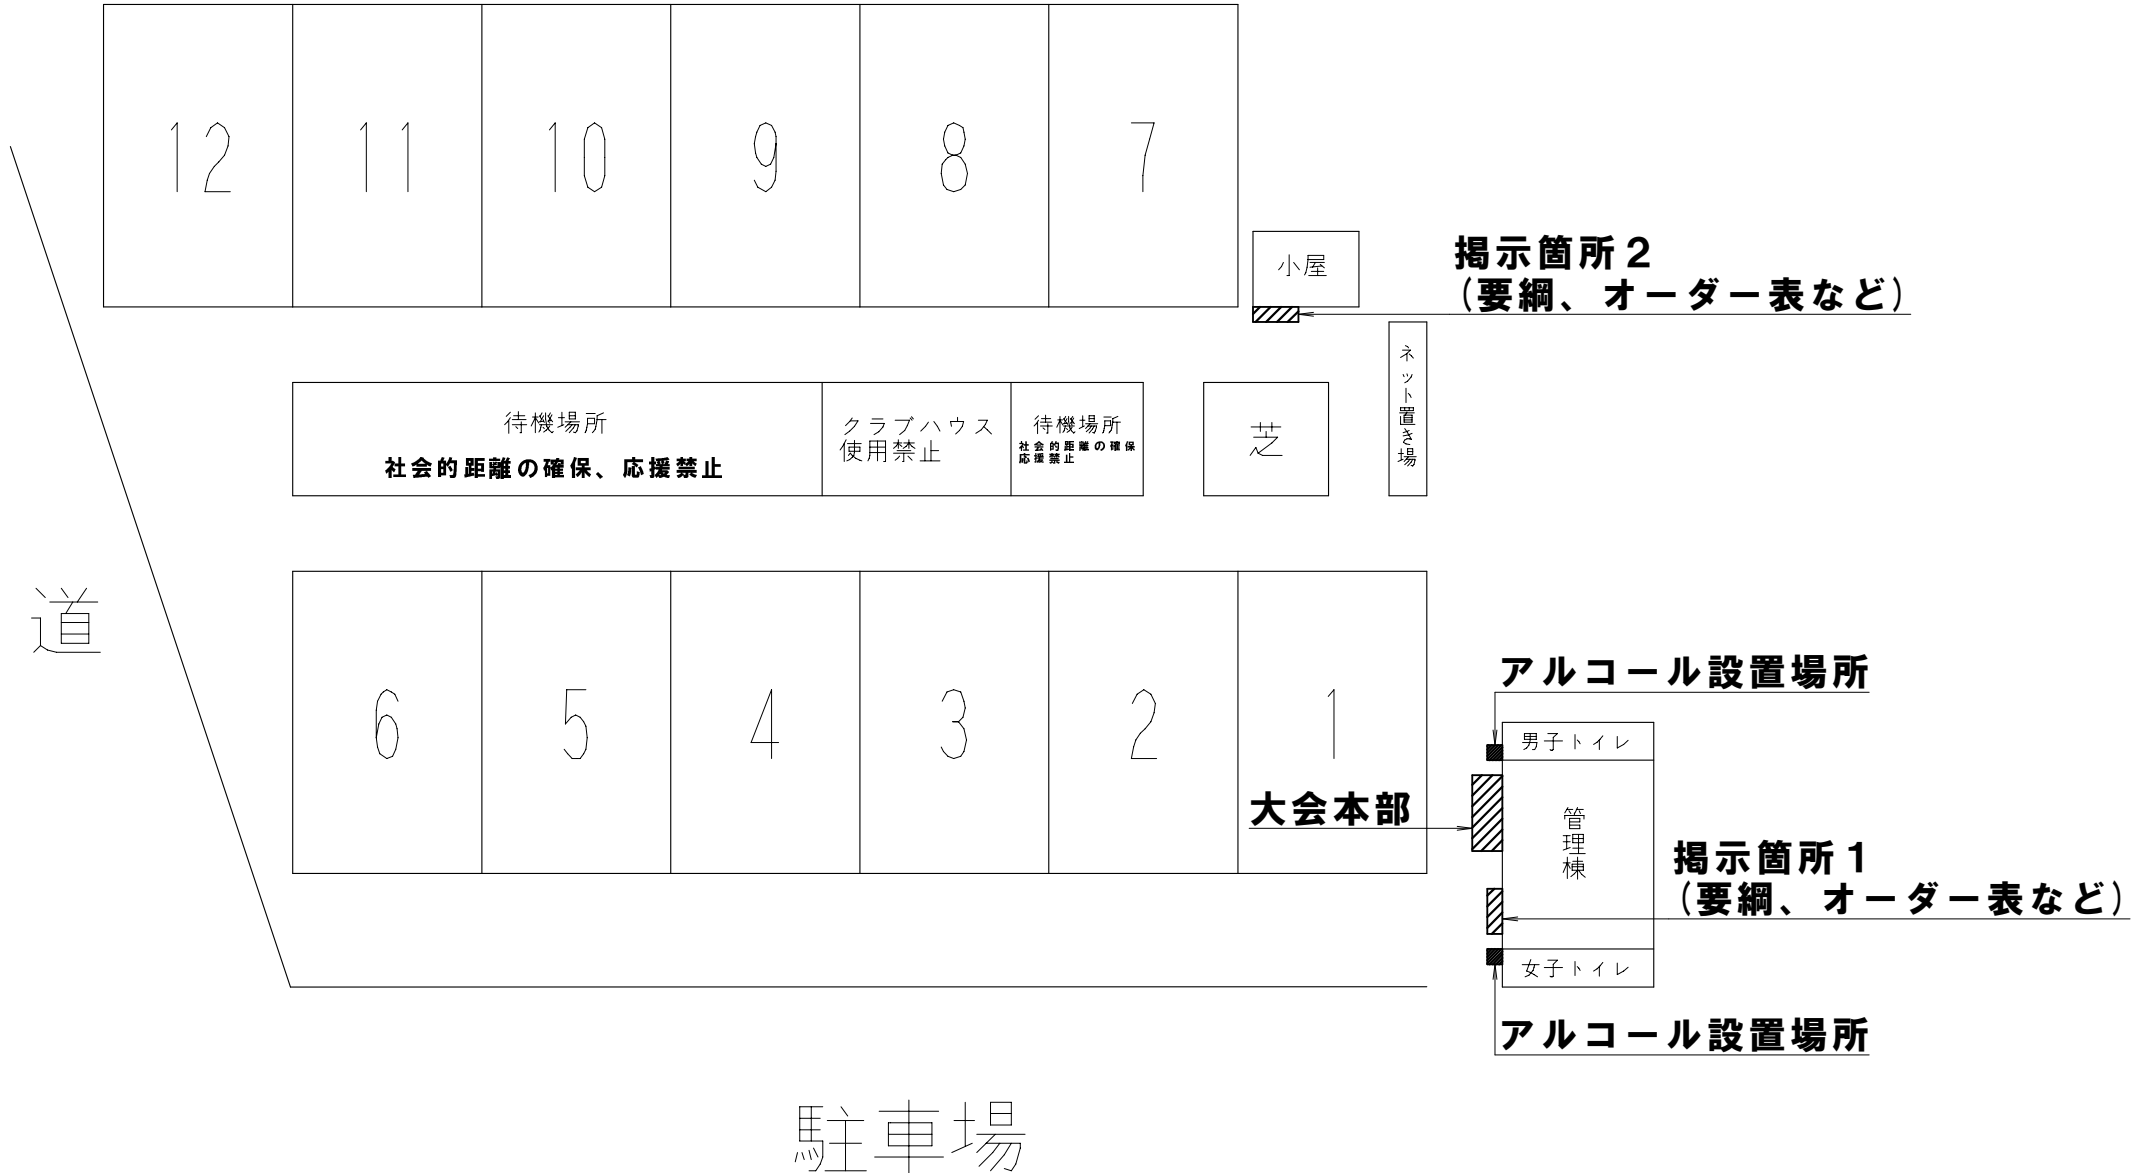 12
11
10
9
8
7
小屋
掲示箇所２
（要綱、オーダー表など）
ネット置き場
待機場所
社会的距離の確保、応援禁止
クラブハウス
使用禁止
待機場所
社会的距離の確保
応援禁止
芝
道
6
5
4
3
2
1
アルコール設置場所
男子トイレ
大会本部
管理棟
掲示箇所１
（要綱、オーダー表など）
女子トイレ
アルコール設置場所
駐車場